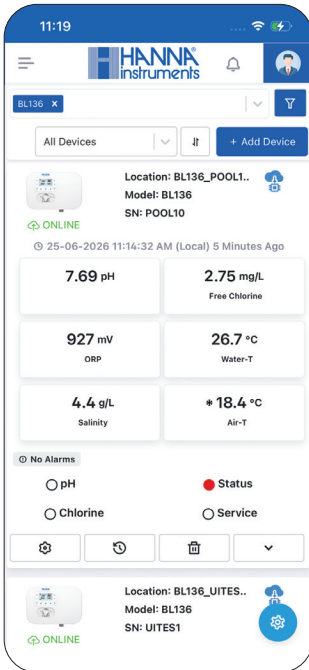 11:19
HANNA
instruments
BL136 x
All Devices
+ Add Device
Location: BL136_POOL1..
Model: BL136
SN: POOL10
ONLINE
25-06-2026 11:14:32 AM (Local) 5 Minutes Ago
7.69 pH
2.75 mg/L
Free Chlorine
927 mV
ORP
26.7 °C
Water-T
4.4 g/L
Salinity
* 18.4 °C
Air-T
No Alarms
pH
Status
Chlorine
Service
Location: BL136_UITES..
Model: BL136
SN: UITES1
ONLINE